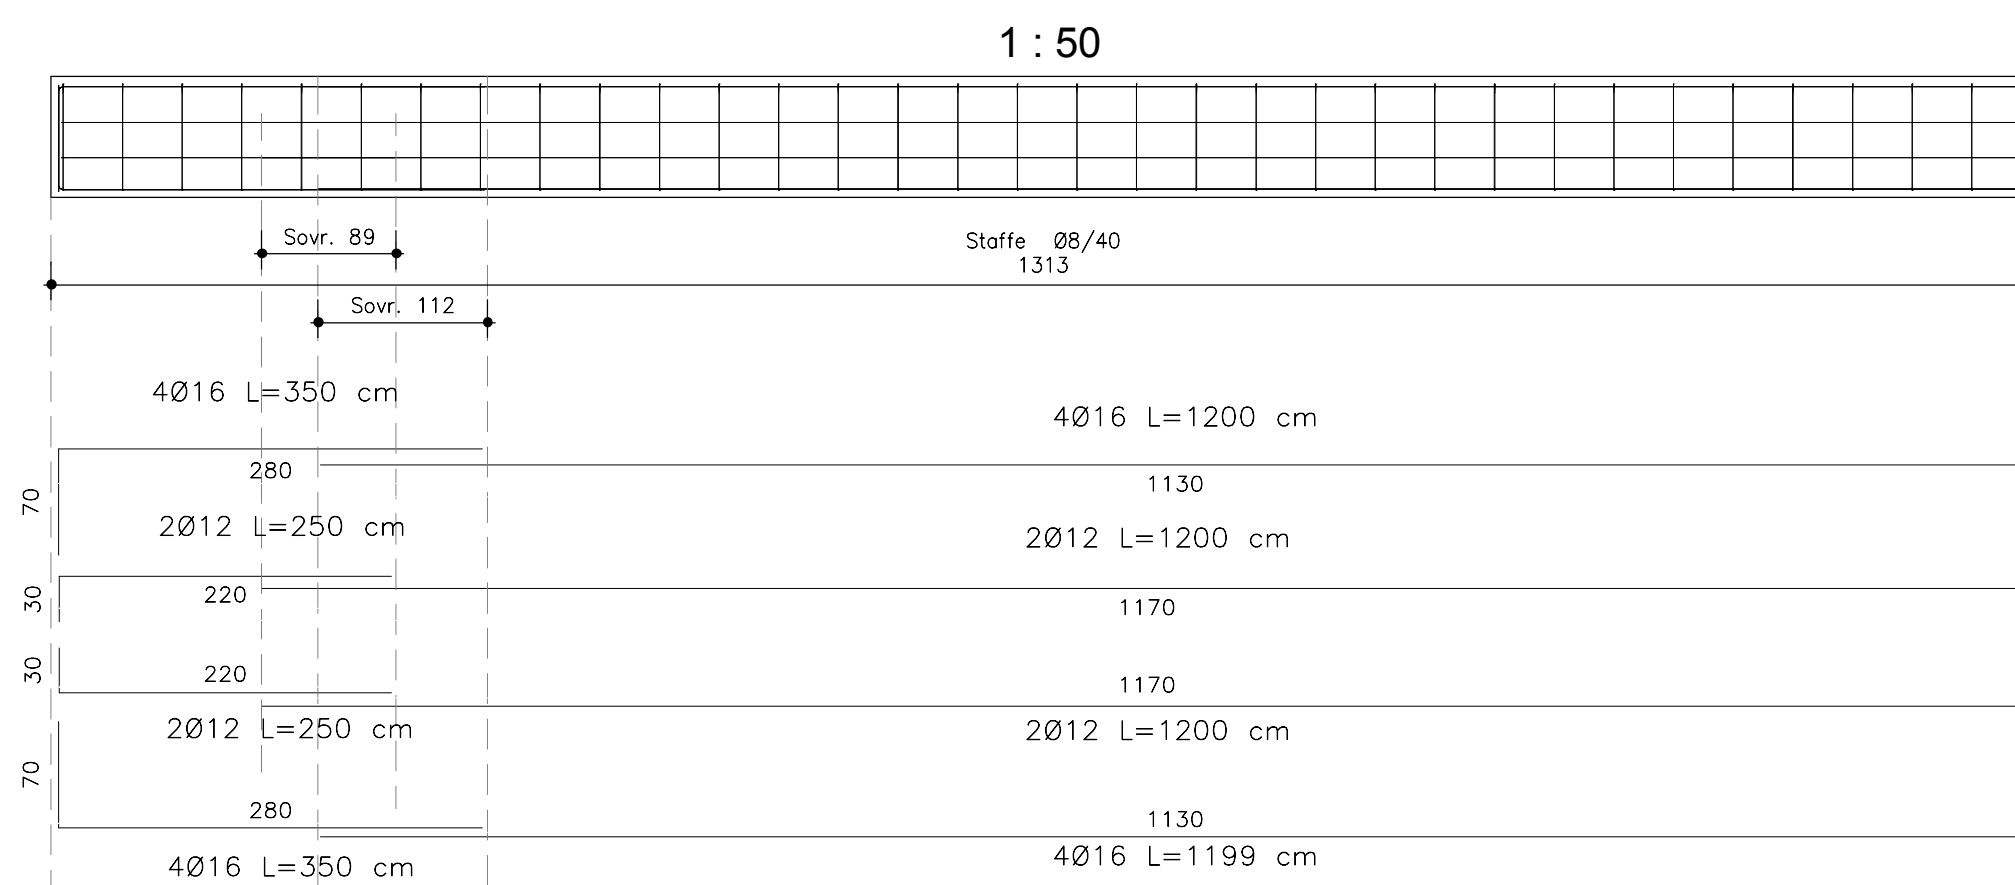 1 : 50
Sovr. 89
Staffe Ø8/40
1313
Sovr. 112
4Ø16 L=350 cm
4Ø16 L=1200 cm
280
1130
70
2Ø12 L=250 cm
2Ø12 L=1200 cm
30
220
1170
30
220
1170
2Ø12 L=250 cm
2Ø12 L=1200 cm
70
280
1130
4Ø16 L=350 cm
4Ø16 L=1199 cm